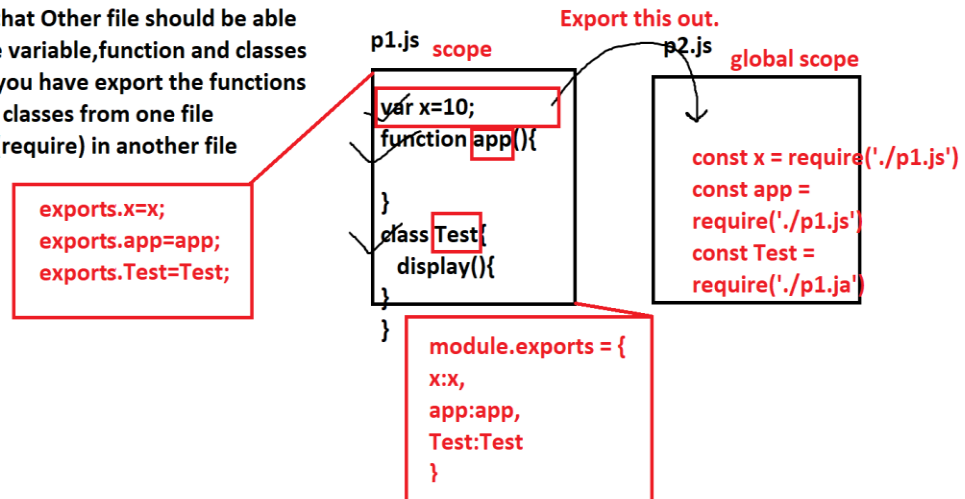 that Other file should be able
e variable,function and classes
you have export the functions
classes from one file
(require) in another file
exports.x=x;
exports.app=app;
exports.Test=Test;
p1.js
scope
var x=10;
function app(){
}
class Test{
display(){
}
}
module.exports = {
x:x,
app:app,
Test:Test
}
Export this out.
p2.js
global scope
const x = require('./p1.js')
const app =
require('./p1.js')
const Test =
require('./p1.ja')